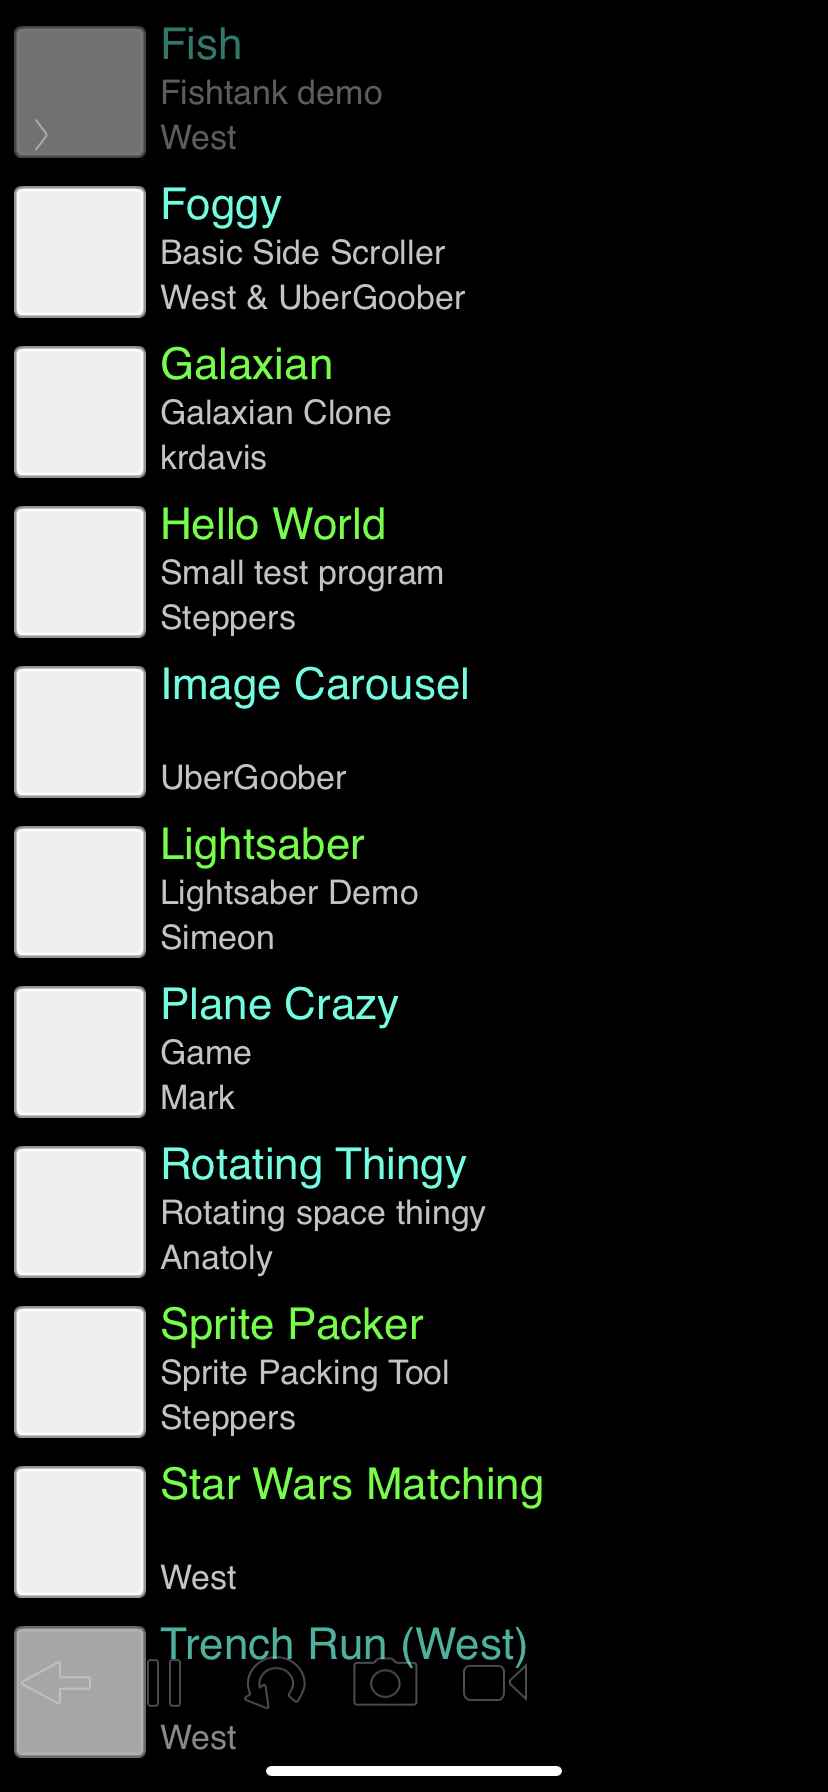 Fish
Fishtank demo
West
Foggy
Basic Side Scroller
West & UberGoober
Galaxian
Galaxian Clone
krdavis
Hello World
Small test program
Steppers
Image Carousel
UberGoober
Lightsaber
Lightsaber Demo
Simeon
Plane Crazy
Game
Mark
Rotating Thingy
Rotating space thingy
Anatoly
Sprite Packer
Sprite Packing Tool
Steppers
Star Wars Matching
West
Trench Run (West)
West